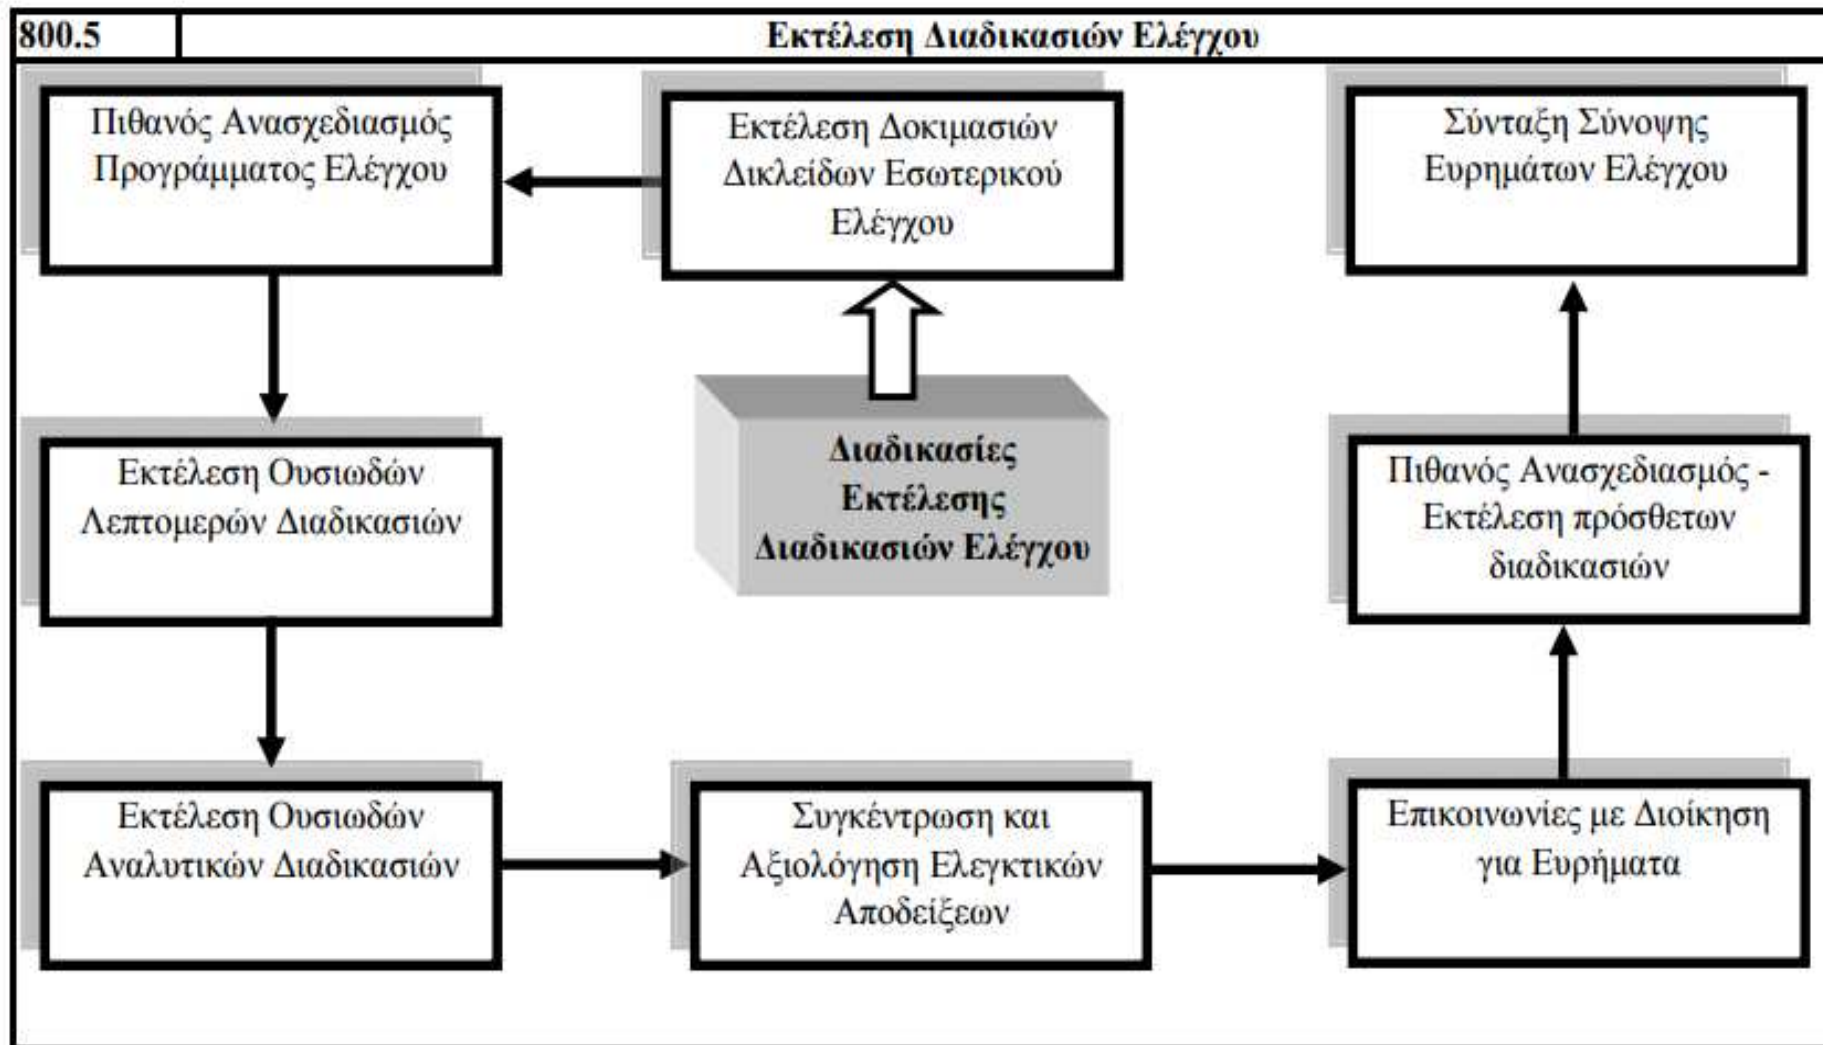 800.5
Εκτέλεση Διαδικασιών Ελέγχου
Πιθανός Ανασχεδιασμός
Προγράμματος Ελέγχου
Εκτέλεση Δοκιμασιών
Δικλείδων Εσωτερικού
Ελέγχου
Σύνταξη Σύνοψης
Ευρημάτων Ελέγχου
Εκτέλεση Ουσιωδών
Λεπτομερών Διαδικασιών
Διαδικασίες
Εκτέλεσης
Διαδικασιών Ελέγχου
Πιθανός Ανασχεδιασμός -
Εκτέλεση πρόσθετων
διαδικασιών
Εκτέλεση Ουσιωδών
Αναλυτικών Διαδικασιών
Συγκέντρωση και
Αξιολόγηση Ελεγκτικών
Αποδείξεων
Επικοινωνίες με Διοίκηση
για Ευρήματα